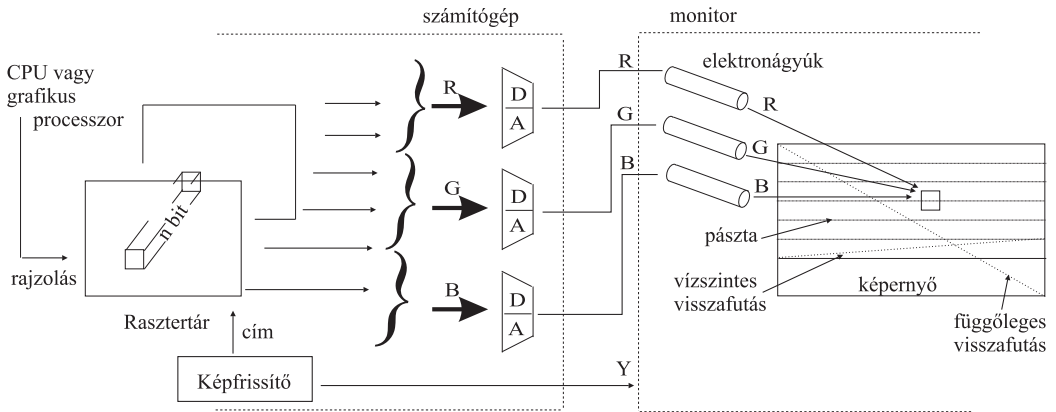 számítógép
monitor
CPU vagy
grafikus
processzor
n bit
rajzolás
Rasztertár
cím
Képfrissítő
R
G
B
D
A
D
A
D
A
R
G
B
Y
elektronágyúk
R
G
B
pászta
vízszintes
visszafutás
képernyő
függőleges
visszafutás